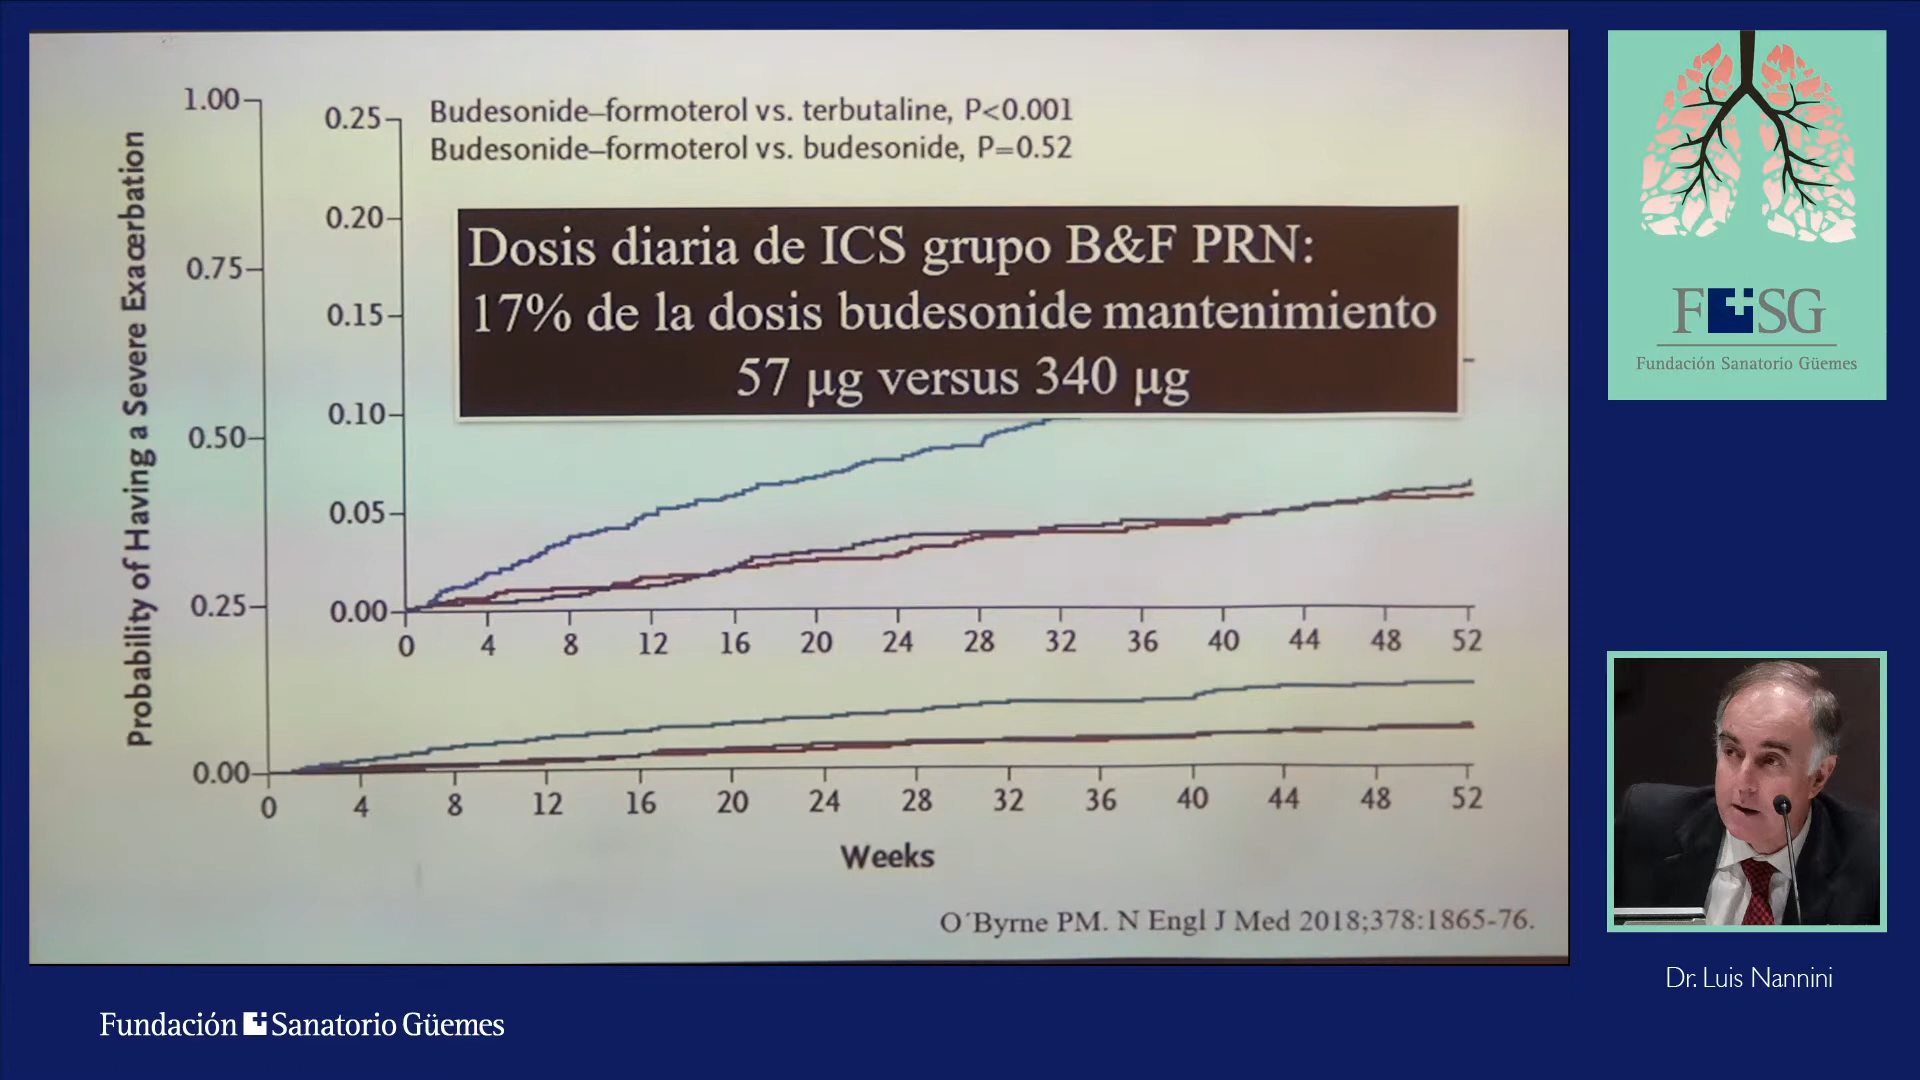 1.00
0.75
0.50
0.25
0.00
Probability of Having a Severe Exacerbation
0.25
0.20
0.15
0.10
0.05
0.00
Budesonide–formoterol vs. terbutaline, P<0.001
Budesonide–formoterol vs. budesonide, P=0.52
Dosis diaria de ICS grupo B&F PRN:
17% de la dosis budesonide mantenimiento
57 µg versus 340 µg
0 4 8 12 16 20 24 28 32 36 40 44 48 52
0 4 8 12 16 20 24 28 32 36 40 44 48 52
Weeks
O´Byrne PM. N Engl J Med 2018;378:1865-76.
FSG
Fundación Sanatorio Güemes
Dr. Luis Nannini
Fundación Sanatorio Güemes